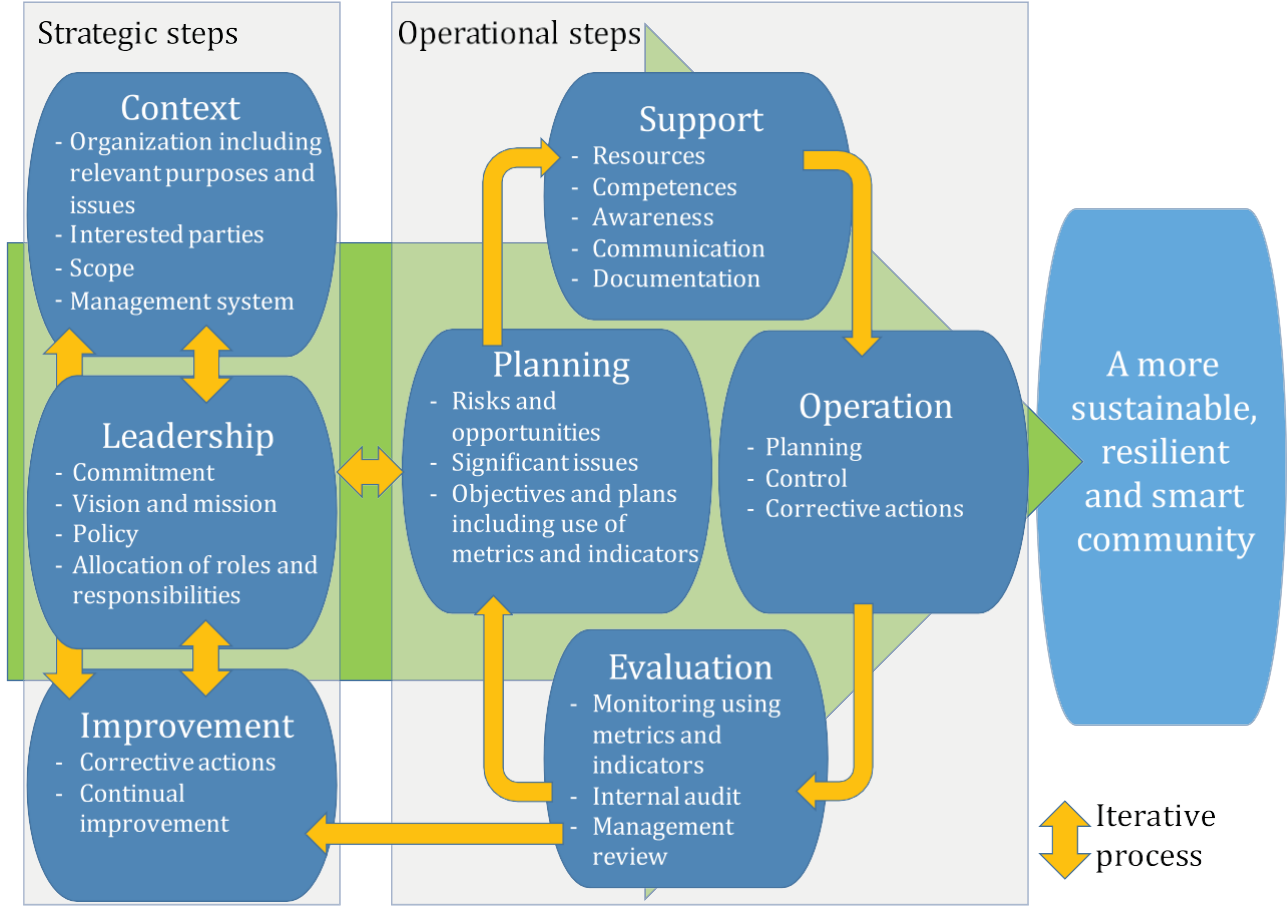 Strategic steps
Context
- Organization including
relevant purposes and
issues
- Interested parties
- Scope
- Management system
Leadership
- Commitment
- Vision and mission
- Policy
- Allocation of roles and
responsibilities
Improvement
- Corrective actions
- Continual
improvement
Operational steps
Support
- Resources
- Competences
- Awareness
- Communication
- Documentation
Planning
- Risks and
opportunities
- Significant issues
- Objectives and plans
including use of
metrics and indicators
Operation
- Planning
- Control
- Corrective actions
Evaluation
- Monitoring using
metrics and
indicators
- Internal audit
- Management
review
A more
sustainable,
resilient
and smart
community
Iterative
process